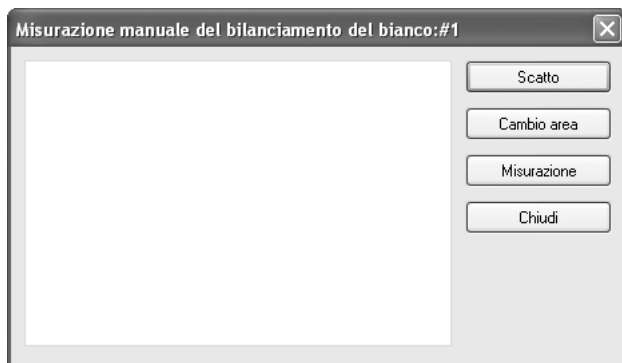 Misurazione manuale del bilanciamento del bianco:#1
Scatto
Cambio area
Misurazione
Chiudi